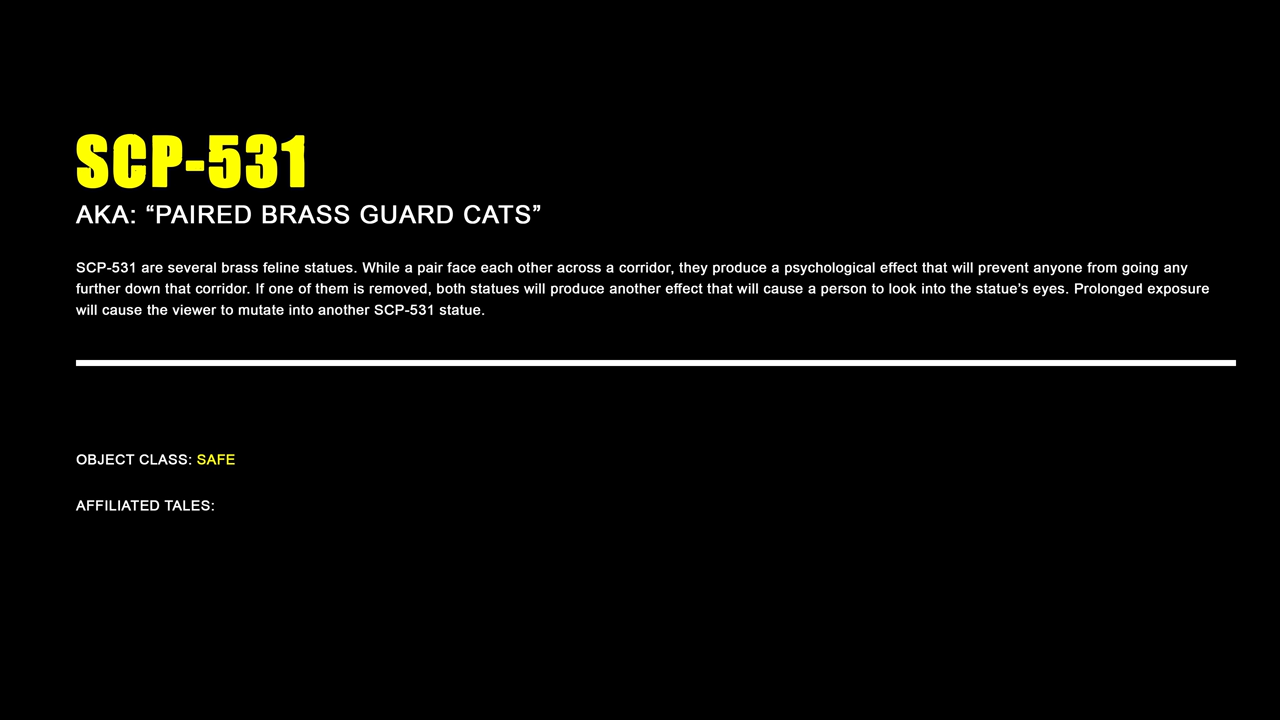 SCP-531
AKA: “PAIRED BRASS GUARD CATS”
SCP-531 are several brass feline statues. While a pair face each other across a corridor, they produce a psychological effect that will prevent anyone from going any
further down that corridor. If one of them is removed, both statues will produce another effect that will cause a person to look into the statue’s eyes. Prolonged exposure
will cause the viewer to mutate into another SCP-531 statue.
OBJECT CLASS: SAFE
AFFILIATED TALES: